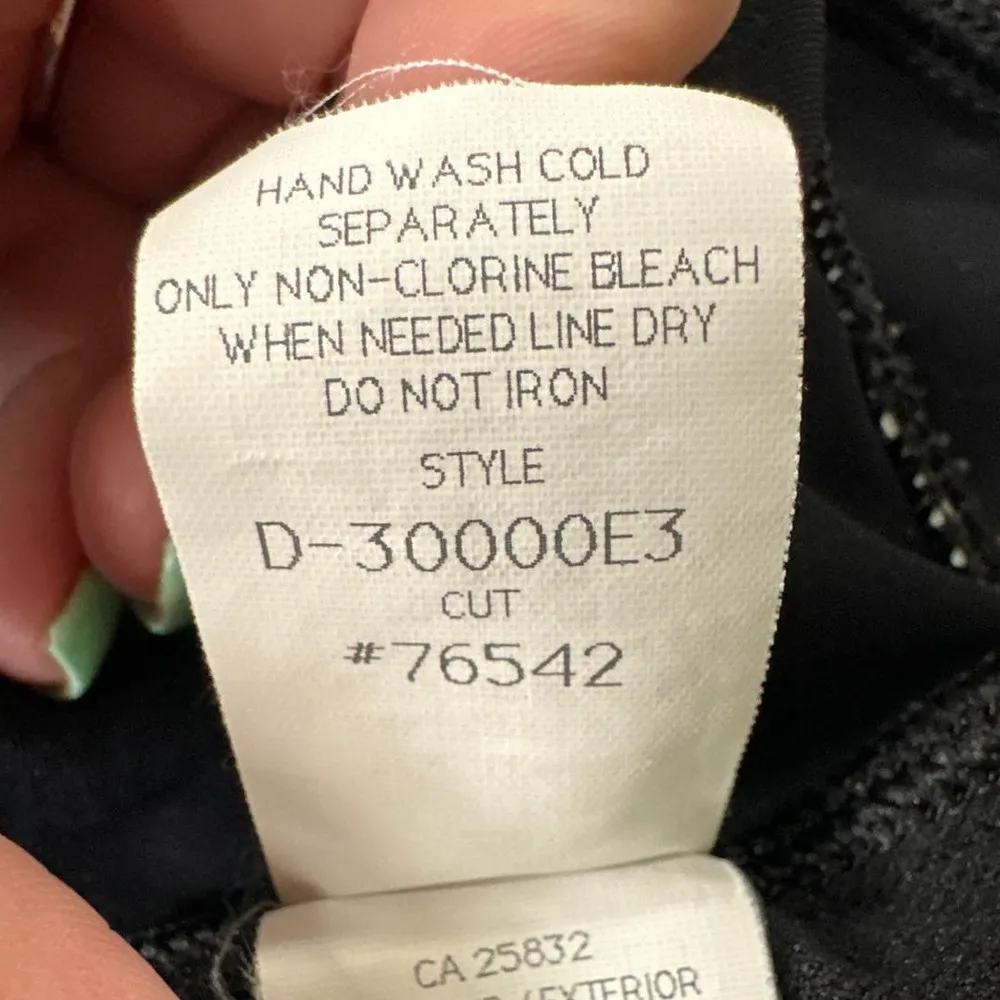 HAND WASH COLD
SEPARATELY
ONLY NON-CLORINE BLEACH
WHEN NEEDED LINE DRY
DO NOT IRON
STYLE
D-30000E3
CUT
#76542
CA 25832
/EXTERIOR